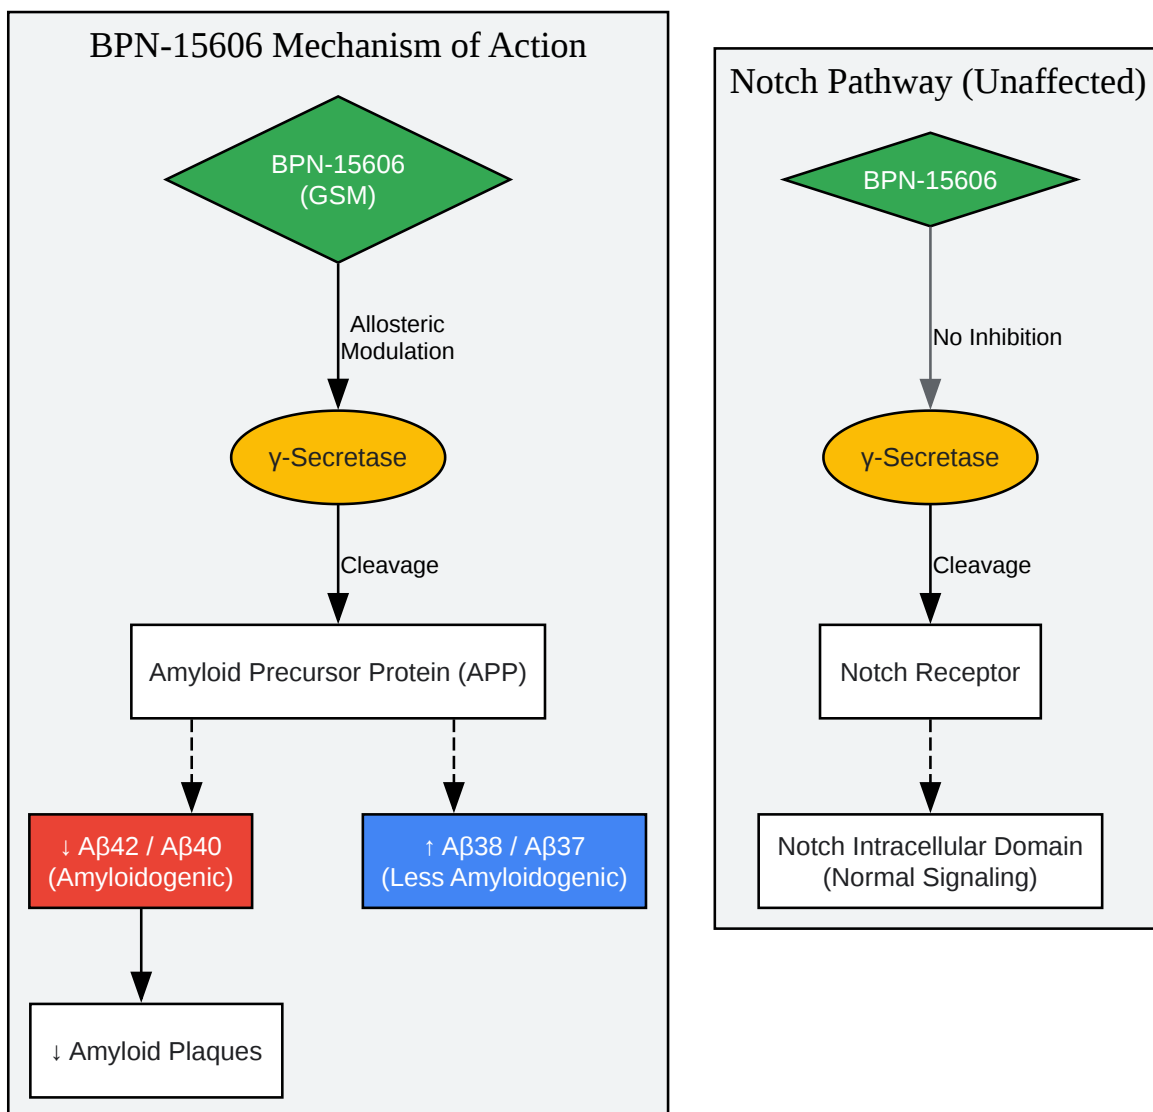 BPN-15606 Mechanism of Action
BPN-15606
(GSM)
Allosteric
Modulation
γ-Secretase
Cleavage
Amyloid Precursor Protein (APP)
↓ Aβ42 / Aβ40
(Amyloidogenic)
↑ Aβ38 / Aβ37
(Less Amyloidogenic)
↓ Amyloid Plaques
Notch Pathway (Unaffected)
BPN-15606
No Inhibition
γ-Secretase
Cleavage
Notch Receptor
Notch Intracellular Domain
(Normal Signaling)